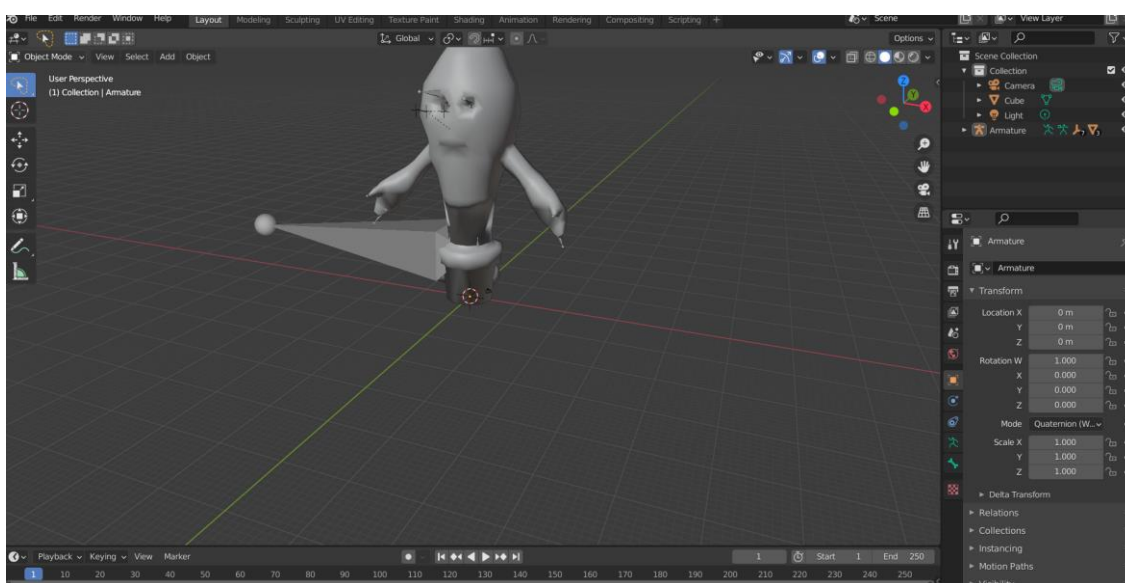 File Edit Render Window Help Layout Modeling Sculpting UV Editing Texture Paint Shading Animation Rendering Compositing Scripting + Scene View Layer
Global Options
Object Mode View Select Add Object
User Perspective
(1) Collection | Armature
Z
Y
X
Scene Collection
Collection
Camera
Cube
Light
Armature
Armature
Armature
Transform
Location X 0 m
Y 0 m
Z 0 m
Rotation W 1.000
X 0.000
Y 0.000
Z 0.000
Mode Quaternion (W...
Scale X 1.000
Y 1.000
Z 1.000
Delta Transform
Relations
Collections
Instancing
Motion Paths
Playback Keying View Marker 1 Start 1 End 250
1 10 20 30 40 50 60 70 80 90 100 110 120 130 140 150 160 170 180 190 200 210 220 230 240 250